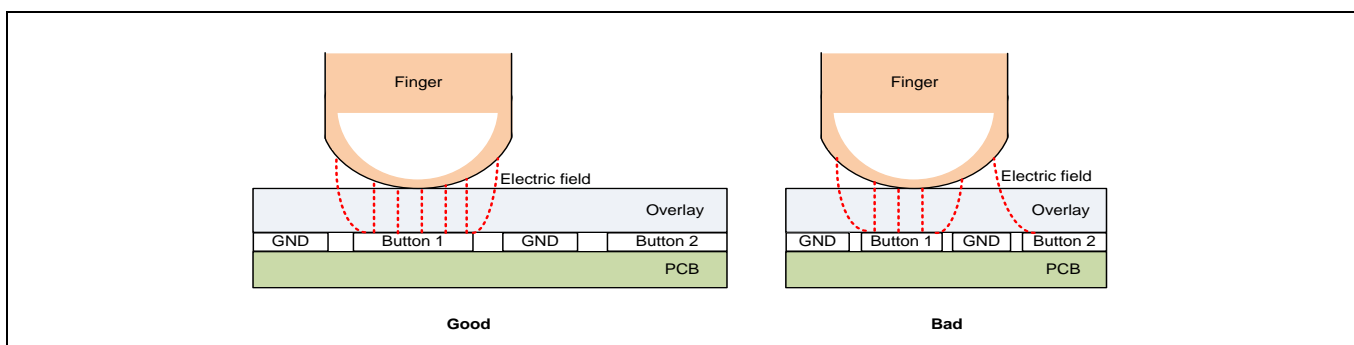 Finger
Electric field
Overlay
GND Button 1 GND Button 2
PCB
Good
Finger
Electric field
Overlay
GND Button 1 GND Button 2
PCB
Bad